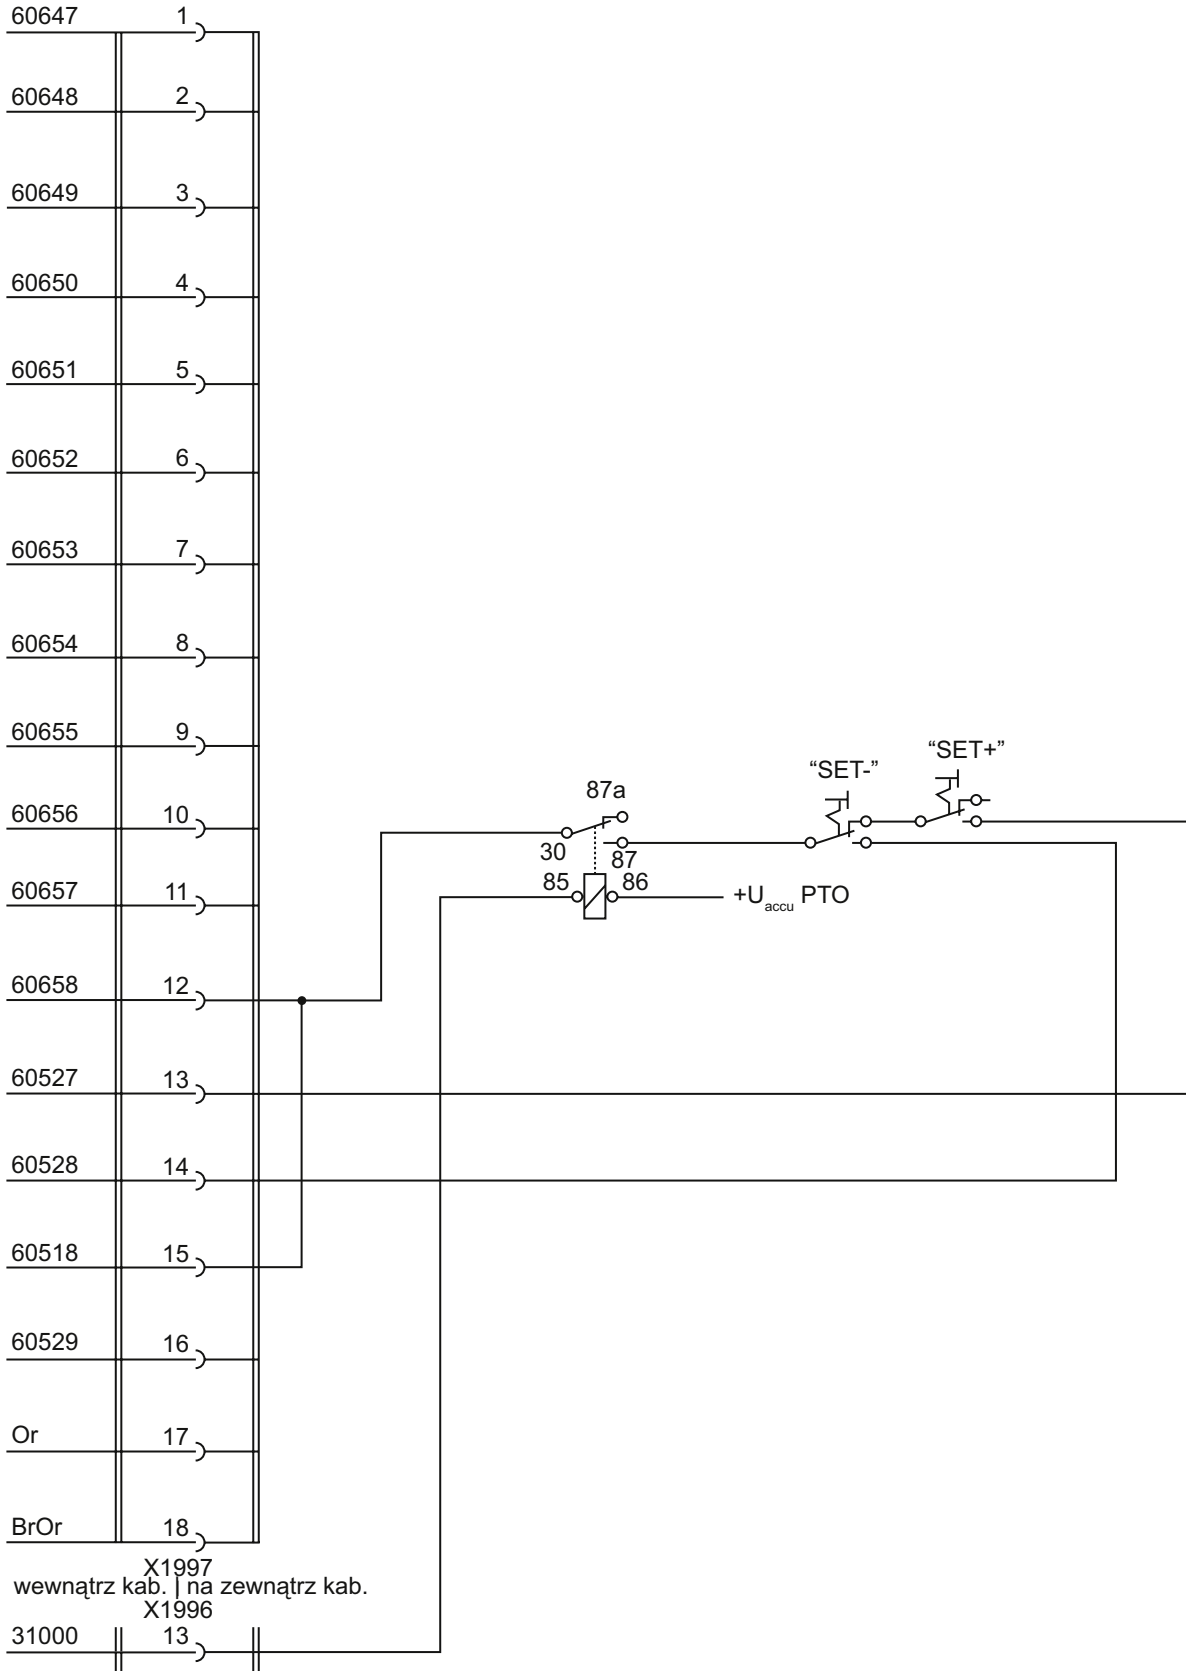 60647 1
60648 2
60649 3
60650 4
60651 5
60652 6
60653 7
60654 8
60655 9
“SET+”
“SET-”
87a
60656 10
30
87
60657 11
85 86
+Uaccu PTO
60658 12
60527 13
60528 14
60518 15
60529 16
Or 17
BrOr 18
X1997
wewnątrz kab. | na zewnątrz kab.
X1996
31000 13